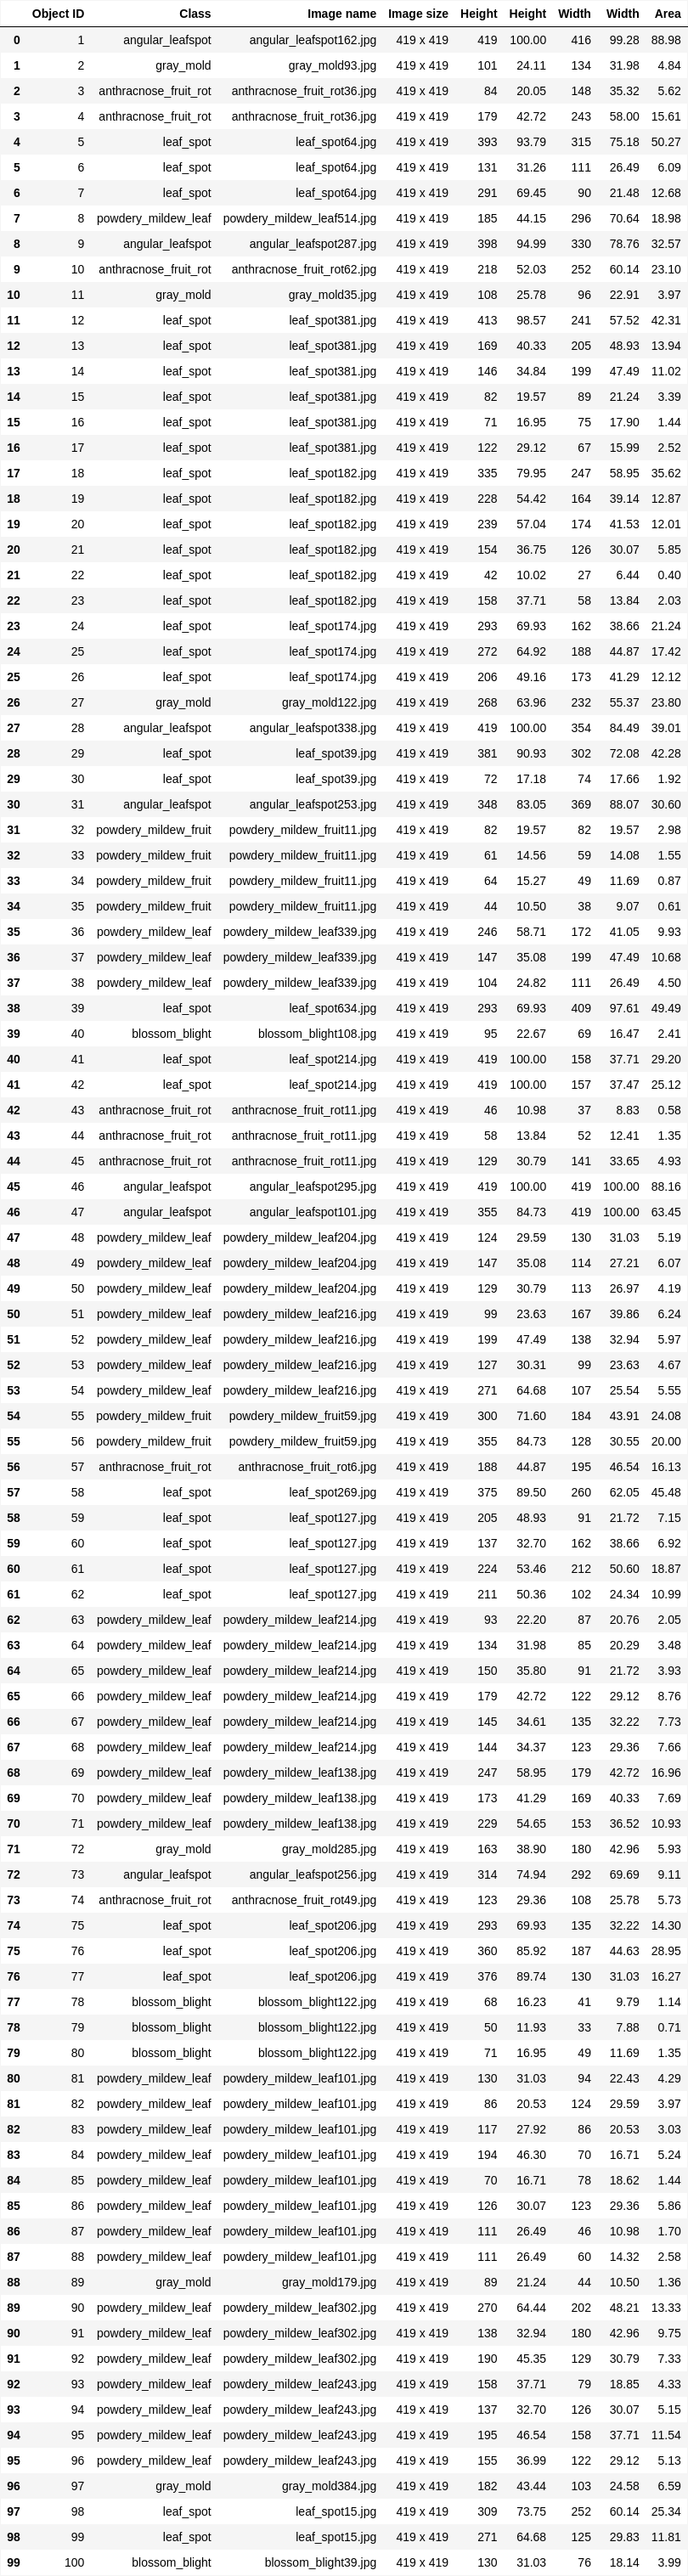 Object ID Class Image name Image size Height Height Width Width Area
0 1 angular_leafspot angular_leafspot162.jpg 419 x 419 419 100.00 416 99.28 88.98
1 2 gray_mold gray_mold93.jpg 419 x 419 101 24.11 134 31.98 4.84
2 3 anthracnose_fruit_rot anthracnose_fruit_rot36.jpg 419 x 419 84 20.05 148 35.32 5.62
3 4 anthracnose_fruit_rot anthracnose_fruit_rot36.jpg 419 x 419 179 42.72 243 58.00 15.61
4 5 leaf_spot leaf_spot64.jpg 419 x 419 393 93.79 315 75.18 50.27
5 6 leaf_spot leaf_spot64.jpg 419 x 419 131 31.26 111 26.49 6.09
6 7 leaf_spot leaf_spot64.jpg 419 x 419 291 69.45 90 21.48 12.68
7 8 powdery_mildew_leaf powdery_mildew_leaf514.jpg 419 x 419 185 44.15 296 70.64 18.98
8 9 angular_leafspot angular_leafspot287.jpg 419 x 419 398 94.99 330 78.76 32.57
9 10 anthracnose_fruit_rot anthracnose_fruit_rot62.jpg 419 x 419 218 52.03 252 60.14 23.10
10 11 gray_mold gray_mold35.jpg 419 x 419 108 25.78 96 22.91 3.97
11 12 leaf_spot leaf_spot381.jpg 419 x 419 413 98.57 241 57.52 42.31
12 13 leaf_spot leaf_spot381.jpg 419 x 419 169 40.33 205 48.93 13.94
13 14 leaf_spot leaf_spot381.jpg 419 x 419 146 34.84 199 47.49 11.02
14 15 leaf_spot leaf_spot381.jpg 419 x 419 82 19.57 89 21.24 3.39
15 16 leaf_spot leaf_spot381.jpg 419 x 419 71 16.95 75 17.90 1.44
16 17 leaf_spot leaf_spot381.jpg 419 x 419 122 29.12 67 15.99 2.52
17 18 leaf_spot leaf_spot182.jpg 419 x 419 335 79.95 247 58.95 35.62
18 19 leaf_spot leaf_spot182.jpg 419 x 419 228 54.42 164 39.14 12.87
19 20 leaf_spot leaf_spot182.jpg 419 x 419 239 57.04 174 41.53 12.01
20 21 leaf_spot leaf_spot182.jpg 419 x 419 154 36.75 126 30.07 5.85
21 22 leaf_spot leaf_spot182.jpg 419 x 419 42 10.02 27 6.44 0.40
22 23 leaf_spot leaf_spot182.jpg 419 x 419 158 37.71 58 13.84 2.03
23 24 leaf_spot leaf_spot174.jpg 419 x 419 293 69.93 162 38.66 21.24
24 25 leaf_spot leaf_spot174.jpg 419 x 419 272 64.92 188 44.87 17.42
25 26 leaf_spot leaf_spot174.jpg 419 x 419 206 49.16 173 41.29 12.12
26 27 gray_mold gray_mold122.jpg 419 x 419 268 63.96 232 55.37 23.80
27 28 angular_leafspot angular_leafspot338.jpg 419 x 419 419 100.00 354 84.49 39.01
28 29 leaf_spot leaf_spot39.jpg 419 x 419 381 90.93 302 72.08 42.28
29 30 leaf_spot leaf_spot39.jpg 419 x 419 72 17.18 74 17.66 1.92
30 31 angular_leafspot angular_leafspot253.jpg 419 x 419 348 83.05 369 88.07 30.60
31 32 powdery_mildew_fruit powdery_mildew_fruit11.jpg 419 x 419 82 19.57 82 19.57 2.98
32 33 powdery_mildew_fruit powdery_mildew_fruit11.jpg 419 x 419 61 14.56 59 14.08 1.55
33 34 powdery_mildew_fruit powdery_mildew_fruit11.jpg 419 x 419 64 15.27 49 11.69 0.87
34 35 powdery_mildew_fruit powdery_mildew_fruit11.jpg 419 x 419 44 10.50 38 9.07 0.61
35 36 powdery_mildew_leaf powdery_mildew_leaf339.jpg 419 x 419 246 58.71 172 41.05 9.93
36 37 powdery_mildew_leaf powdery_mildew_leaf339.jpg 419 x 419 147 35.08 199 47.49 10.68
37 38 powdery_mildew_leaf powdery_mildew_leaf339.jpg 419 x 419 104 24.82 111 26.49 4.50
38 39 leaf_spot leaf_spot634.jpg 419 x 419 293 69.93 409 97.61 49.49
39 40 blossom_blight blossom_blight108.jpg 419 x 419 95 22.67 69 16.47 2.41
40 41 leaf_spot leaf_spot214.jpg 419 x 419 419 100.00 158 37.71 29.20
41 42 leaf_spot leaf_spot214.jpg 419 x 419 419 100.00 157 37.47 25.12
42 43 anthracnose_fruit_rot anthracnose_fruit_rot11.jpg 419 x 419 46 10.98 37 8.83 0.58
43 44 anthracnose_fruit_rot anthracnose_fruit_rot11.jpg 419 x 419 58 13.84 52 12.41 1.35
44 45 anthracnose_fruit_rot anthracnose_fruit_rot11.jpg 419 x 419 129 30.79 141 33.65 4.93
45 46 angular_leafspot angular_leafspot295.jpg 419 x 419 419 100.00 419 100.00 88.16
46 47 angular_leafspot angular_leafspot101.jpg 419 x 419 355 84.73 419 100.00 63.45
47 48 powdery_mildew_leaf powdery_mildew_leaf204.jpg 419 x 419 124 29.59 130 31.03 5.19
48 49 powdery_mildew_leaf powdery_mildew_leaf204.jpg 419 x 419 147 35.08 114 27.21 6.07
49 50 powdery_mildew_leaf powdery_mildew_leaf204.jpg 419 x 419 129 30.79 113 26.97 4.19
50 51 powdery_mildew_leaf powdery_mildew_leaf216.jpg 419 x 419 99 23.63 167 39.86 6.24
51 52 powdery_mildew_leaf powdery_mildew_leaf216.jpg 419 x 419 199 47.49 138 32.94 5.97
52 53 powdery_mildew_leaf powdery_mildew_leaf216.jpg 419 x 419 127 30.31 99 23.63 4.67
53 54 powdery_mildew_leaf powdery_mildew_leaf216.jpg 419 x 419 271 64.68 107 25.54 5.55
54 55 powdery_mildew_fruit powdery_mildew_fruit59.jpg 419 x 419 300 71.60 184 43.91 24.08
55 56 powdery_mildew_fruit powdery_mildew_fruit59.jpg 419 x 419 355 84.73 128 30.55 20.00
56 57 anthracnose_fruit_rot anthracnose_fruit_rot6.jpg 419 x 419 188 44.87 195 46.54 16.13
57 58 leaf_spot leaf_spot269.jpg 419 x 419 375 89.50 260 62.05 45.48
58 59 leaf_spot leaf_spot127.jpg 419 x 419 205 48.93 91 21.72 7.15
59 60 leaf_spot leaf_spot127.jpg 419 x 419 137 32.70 162 38.66 6.92
60 61 leaf_spot leaf_spot127.jpg 419 x 419 224 53.46 212 50.60 18.87
61 62 leaf_spot leaf_spot127.jpg 419 x 419 211 50.36 102 24.34 10.99
62 63 powdery_mildew_leaf powdery_mildew_leaf214.jpg 419 x 419 93 22.20 87 20.76 2.05
63 64 powdery_mildew_leaf powdery_mildew_leaf214.jpg 419 x 419 134 31.98 85 20.29 3.48
64 65 powdery_mildew_leaf powdery_mildew_leaf214.jpg 419 x 419 150 35.80 91 21.72 3.93
65 66 powdery_mildew_leaf powdery_mildew_leaf214.jpg 419 x 419 179 42.72 122 29.12 8.76
66 67 powdery_mildew_leaf powdery_mildew_leaf214.jpg 419 x 419 145 34.61 135 32.22 7.73
67 68 powdery_mildew_leaf powdery_mildew_leaf214.jpg 419 x 419 144 34.37 123 29.36 7.66
68 69 powdery_mildew_leaf powdery_mildew_leaf138.jpg 419 x 419 247 58.95 179 42.72 16.96
69 70 powdery_mildew_leaf powdery_mildew_leaf138.jpg 419 x 419 173 41.29 169 40.33 7.69
70 71 powdery_mildew_leaf powdery_mildew_leaf138.jpg 419 x 419 229 54.65 153 36.52 10.93
71 72 gray_mold gray_mold285.jpg 419 x 419 163 38.90 180 42.96 5.93
72 73 angular_leafspot angular_leafspot256.jpg 419 x 419 314 74.94 292 69.69 9.11
73 74 anthracnose_fruit_rot anthracnose_fruit_rot49.jpg 419 x 419 123 29.36 108 25.78 5.73
74 75 leaf_spot leaf_spot206.jpg 419 x 419 293 69.93 135 32.22 14.30
75 76 leaf_spot leaf_spot206.jpg 419 x 419 360 85.92 187 44.63 28.95
76 77 leaf_spot leaf_spot206.jpg 419 x 419 376 89.74 130 31.03 16.27
77 78 blossom_blight blossom_blight122.jpg 419 x 419 68 16.23 41 9.79 1.14
78 79 blossom_blight blossom_blight122.jpg 419 x 419 50 11.93 33 7.88 0.71
79 80 blossom_blight blossom_blight122.jpg 419 x 419 71 16.95 49 11.69 1.35
80 81 powdery_mildew_leaf powdery_mildew_leaf101.jpg 419 x 419 130 31.03 94 22.43 4.29
81 82 powdery_mildew_leaf powdery_mildew_leaf101.jpg 419 x 419 86 20.53 124 29.59 3.97
82 83 powdery_mildew_leaf powdery_mildew_leaf101.jpg 419 x 419 117 27.92 86 20.53 3.03
83 84 powdery_mildew_leaf powdery_mildew_leaf101.jpg 419 x 419 194 46.30 70 16.71 5.24
84 85 powdery_mildew_leaf powdery_mildew_leaf101.jpg 419 x 419 70 16.71 78 18.62 1.44
85 86 powdery_mildew_leaf powdery_mildew_leaf101.jpg 419 x 419 126 30.07 123 29.36 5.86
86 87 powdery_mildew_leaf powdery_mildew_leaf101.jpg 419 x 419 111 26.49 46 10.98 1.70
87 88 powdery_mildew_leaf powdery_mildew_leaf101.jpg 419 x 419 111 26.49 60 14.32 2.58
88 89 gray_mold gray_mold179.jpg 419 x 419 89 21.24 44 10.50 1.36
89 90 powdery_mildew_leaf powdery_mildew_leaf302.jpg 419 x 419 270 64.44 202 48.21 13.33
90 91 powdery_mildew_leaf powdery_mildew_leaf302.jpg 419 x 419 138 32.94 180 42.96 9.75
91 92 powdery_mildew_leaf powdery_mildew_leaf302.jpg 419 x 419 190 45.35 129 30.79 7.33
92 93 powdery_mildew_leaf powdery_mildew_leaf243.jpg 419 x 419 158 37.71 79 18.85 4.33
93 94 powdery_mildew_leaf powdery_mildew_leaf243.jpg 419 x 419 137 32.70 126 30.07 5.15
94 95 powdery_mildew_leaf powdery_mildew_leaf243.jpg 419 x 419 195 46.54 158 37.71 11.54
95 96 powdery_mildew_leaf powdery_mildew_leaf243.jpg 419 x 419 155 36.99 122 29.12 5.13
96 97 gray_mold gray_mold384.jpg 419 x 419 182 43.44 103 24.58 6.59
97 98 leaf_spot leaf_spot15.jpg 419 x 419 309 73.75 252 60.14 25.34
98 99 leaf_spot leaf_spot15.jpg 419 x 419 271 64.68 125 29.83 11.81
99 100 blossom_blight blossom_blight39.jpg 419 x 419 130 31.03 76 18.14 3.99